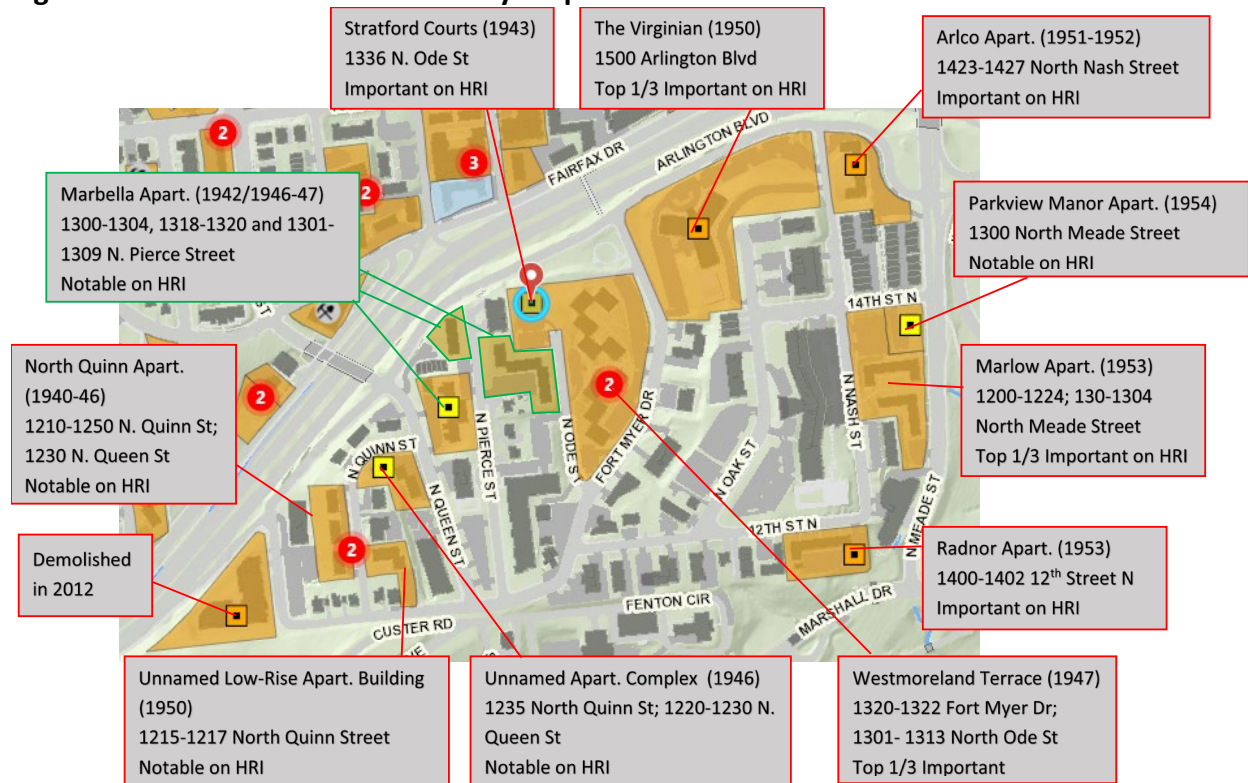 Stratford Courts (1943)
1336 N. Ode St
Important on HRI
The Virginian (1950)
1500 Arlington Blvd
Top 1/3 Important on HRI
Arlco Apart. (1951-1952)
1423-1427 North Nash Street
Important on HRI
Marbella Apart. (1942/1946-47)
1300-1304, 1318-1320 and 1301-
1309 N. Pierce Street
Notable on HRI
Parkview Manor Apart. (1954)
1300 North Meade Street
Notable on HRI
North Quinn Apart.
(1940-46)
1210-1250 N. Quinn St;
1230 N. Queen St
Notable on HRI
Marlow Apart. (1953)
1200-1224; 130-1304
North Meade Street
Top 1/3 Important on HRI
Demolished
in 2012
Radnor Apart. (1953)
1400-1402 12th Street N
Important on HRI
Unnamed Low-Rise Apart. Building
(1950)
1215-1217 North Quinn Street
Notable on HRI
Unnamed Apart. Complex (1946)
1235 North Quinn St; 1220-1230 N.
Queen St
Notable on HRI
Westmoreland Terrace (1947)
1320-1322 Fort Myer Dr;
1301- 1313 North Ode St
Top 1/3 Important
2
3
2
2
2
2
FAIRFAX DR
ARLINGTON BLVD
14TH ST N
N NASH ST
N PIERCE ST
N ODE ST
FORT MYER DR
N OAK ST
N QUINN ST
N QUEEN ST
12TH ST N
N MEADE ST
FENTON CIR
MARSHALL DR
CUSTER RD
ST